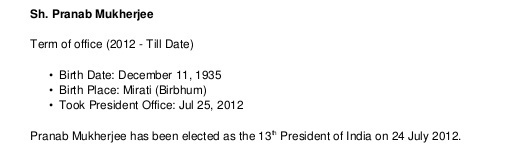 Sh. Pranab Mukherjee
Term of office (2012 - Till Date)
• Birth Date: December 11, 1935
• Birth Place: Mirati (Birbhum)
• Took President Office: Jul 25, 2012
Pranab Mukherjee has been elected as the 13th President of India on 24 July 2012.